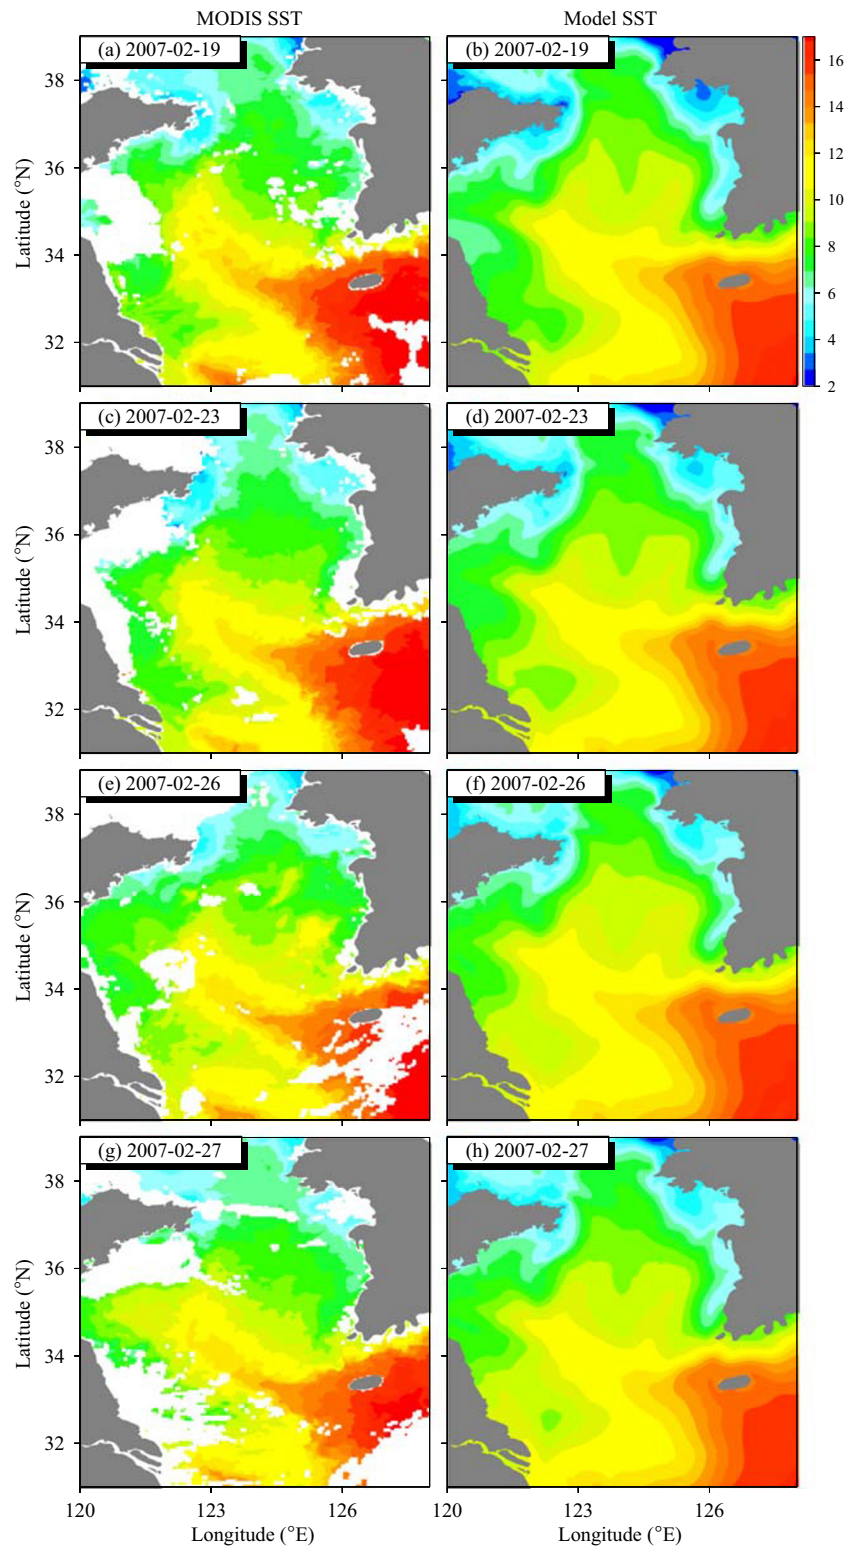 MODIS SST
Model SST
(a) 2007-02-19
(b) 2007-02-19
38
36
34
32
Latitude (°N)
16
14
12
10
8
6
4
2
(c) 2007-02-23
(d) 2007-02-23
38
36
34
32
Latitude (°N)
(e) 2007-02-26
(f) 2007-02-26
38
36
34
32
Latitude (°N)
(g) 2007-02-27
(h) 2007-02-27
38
36
34
32
Latitude (°N)
120 123 126
120 123 126
Longitude (°E)
Longitude (°E)